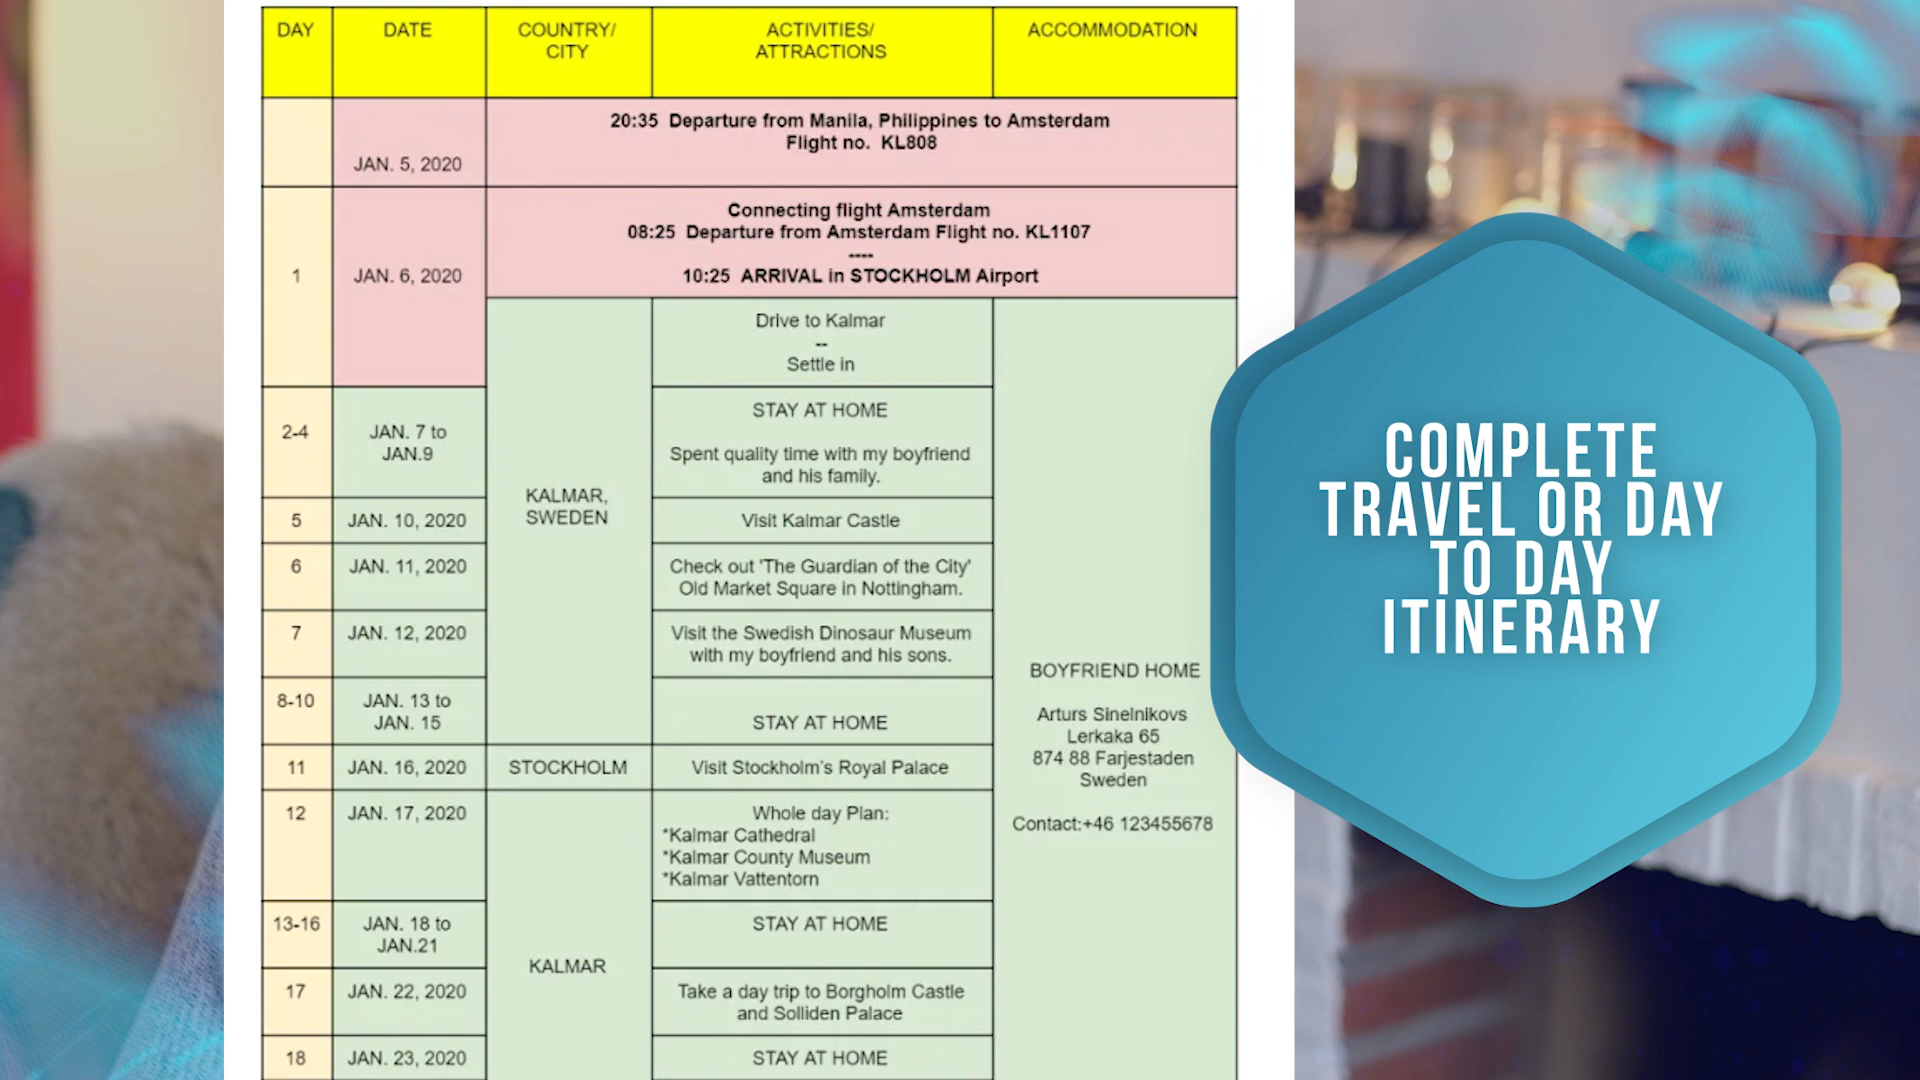 DAY
DATE
COUNTRY/
CITY
ACTIVITIES/
ATTRACTIONS
ACCOMMODATION
JAN. 5, 2020
20:35 Departure from Manila, Philippines to Amsterdam
Flight no. KL808
1
JAN. 6, 2020
Connecting flight Amsterdam
08:25 Departure from Amsterdam Flight no. KL1107
----
10:25 ARRIVAL in STOCKHOLM Airport
Drive to Kalmar
--
Settle in
2-4
JAN. 7 to
JAN.9
STAY AT HOME
Spent quality time with my boyfriend
and his family.
KALMAR,
SWEDEN
5
JAN. 10, 2020
Visit Kalmar Castle
6
JAN. 11, 2020
Check out 'The Guardian of the City'
Old Market Square in Nottingham.
7
JAN. 12, 2020
Visit the Swedish Dinosaur Museum
with my boyfriend and his sons.
8-10
JAN. 13 to
JAN. 15
STAY AT HOME
BOYFRIEND HOME
Arturs Sinelnikovs
Lerkaka 65
874 88 Farjestaden
Sweden
Contact:+46 123455678
11
JAN. 16, 2020
STOCKHOLM
Visit Stockholm's Royal Palace
12
JAN. 17, 2020
Whole day Plan:
*Kalmar Cathedral
*Kalmar County Museum
*Kalmar Vattentorn
13-16
JAN. 18 to
JAN.21
STAY AT HOME
KALMAR
17
JAN. 22, 2020
Take a day trip to Borgholm Castle
and Solliden Palace
18
JAN. 23, 2020
STAY AT HOME
COMPLETE
TRAVEL OR DAY
TO DAY
ITINERARY